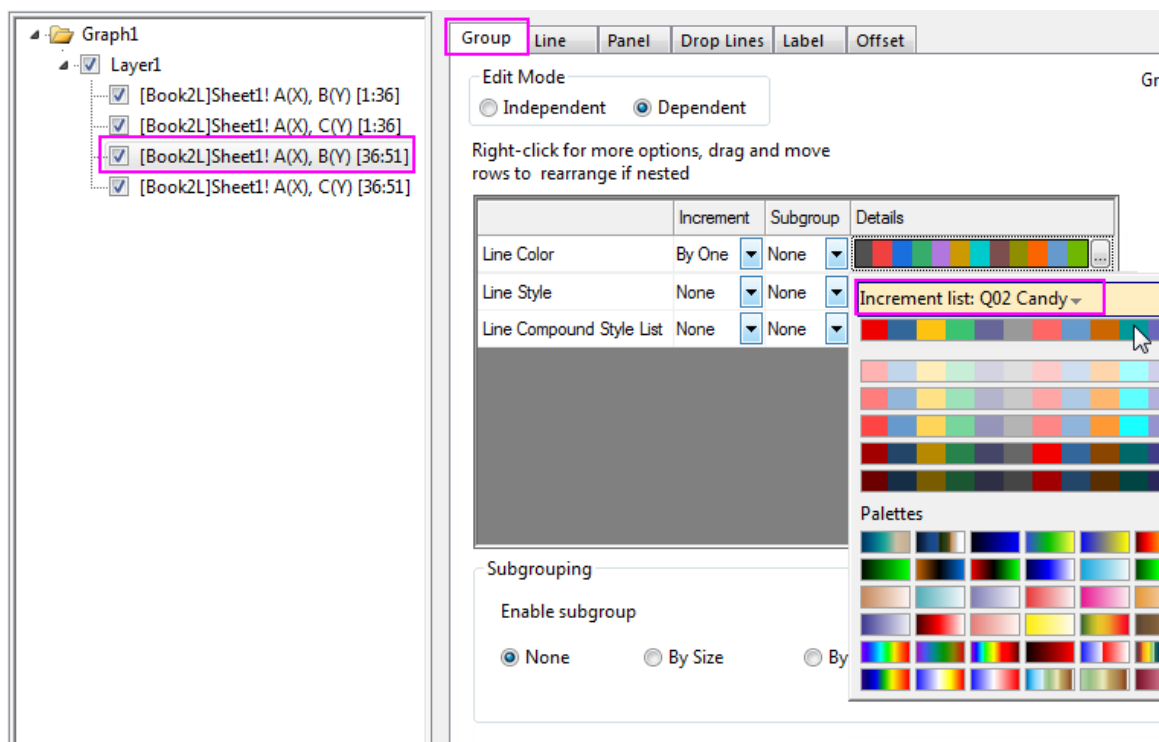 Graph1
Layer1
[Book2L]Sheet1! A(X), B(Y) [1:36]
[Book2L]Sheet1! A(X), C(Y) [1:36]
[Book2L]Sheet1! A(X), B(Y) [36:51]
[Book2L]Sheet1! A(X), C(Y) [36:51]
Group Line Panel Drop Lines Label Offset
Edit Mode
Gr
Independent Dependent
Right-click for more options, drag and move
rows to rearrange if nested
Increment Subgroup Details
Line Color By One None ...
Line Style None None
Increment list: Q02 Candy
Line Compound Style List None None
Palettes
Subgrouping
Enable subgroup
None By Size By